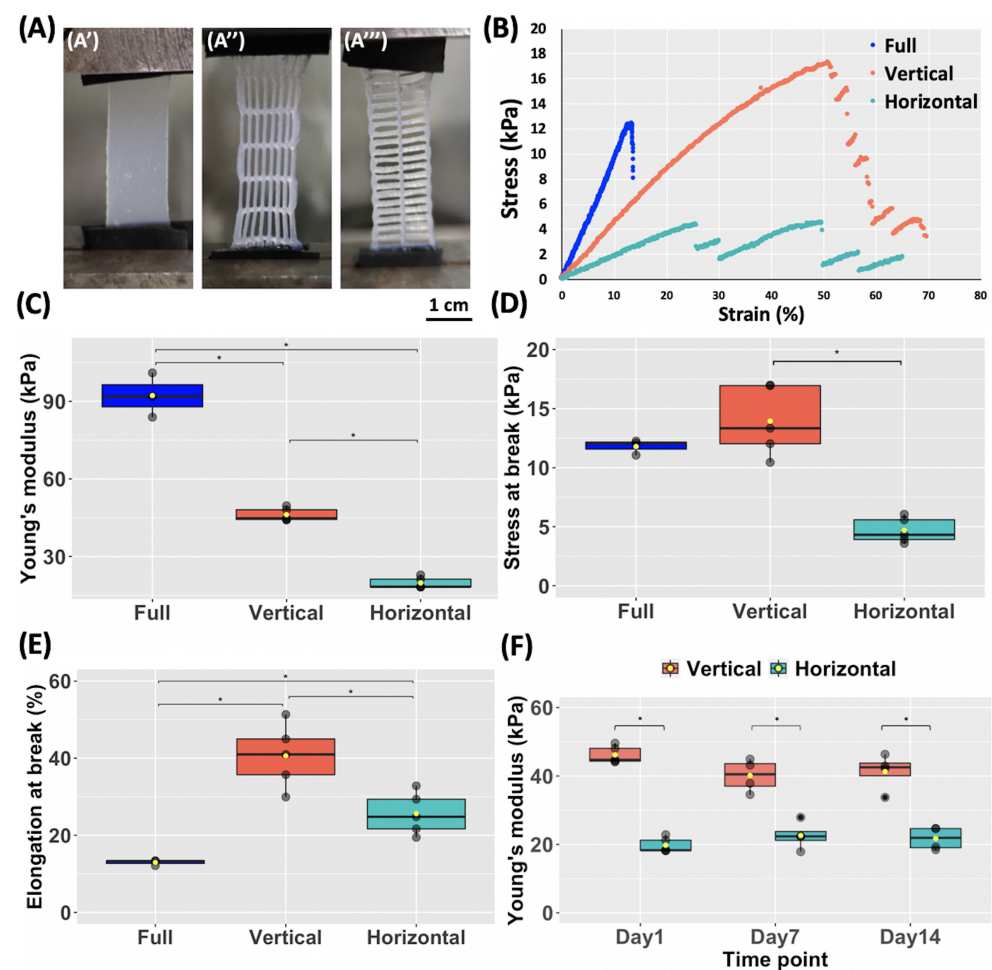 (A)
(A')
(A'')
(A''')
1 cm
(B)
Stress (kPa)
20
18
16
14
12
10
8
6
4
2
0
0 10 20 30 40 50 60 70 80
Strain (%)
Full
Vertical
Horizontal
(C)
Young's modulus (kPa)
90
60
30
* 
*
*
Full Vertical Horizontal
(D)
Stress at break (kPa)
20
15
10
5
0
*
Full Vertical Horizontal
(E)
Elongation at break (%)
60
40
20
0
*
*
*
Full Vertical Horizontal
(F)
Vertical Horizontal
Young's modulus (kPa)
60
40
20
0
* * *
Day1 Day7 Day14
Time point